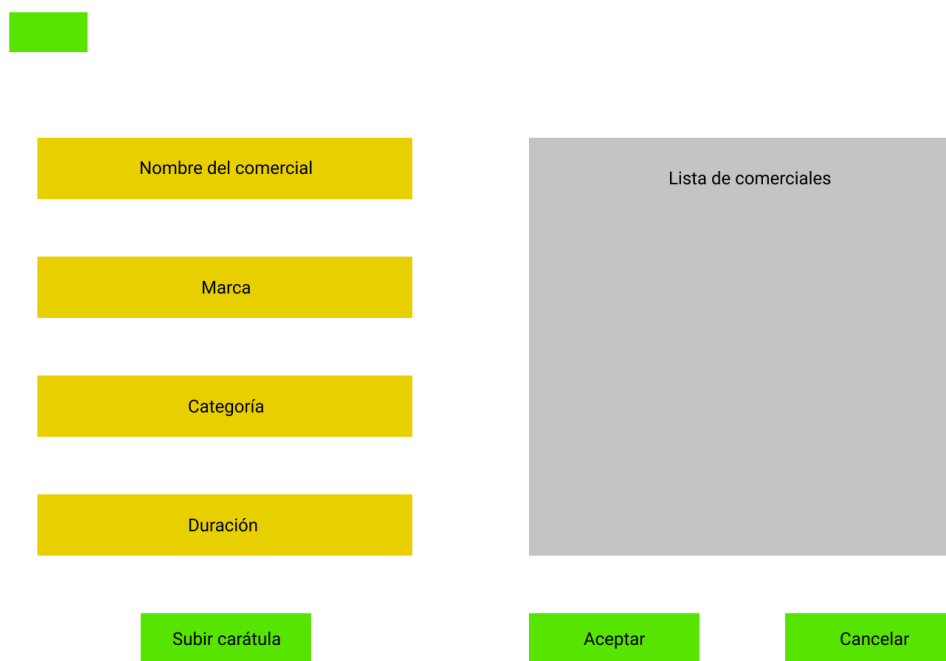 Nombre del comercial
Lista de comerciales
Marca
Categoría
Duración
Subir carátula
Aceptar
Cancelar